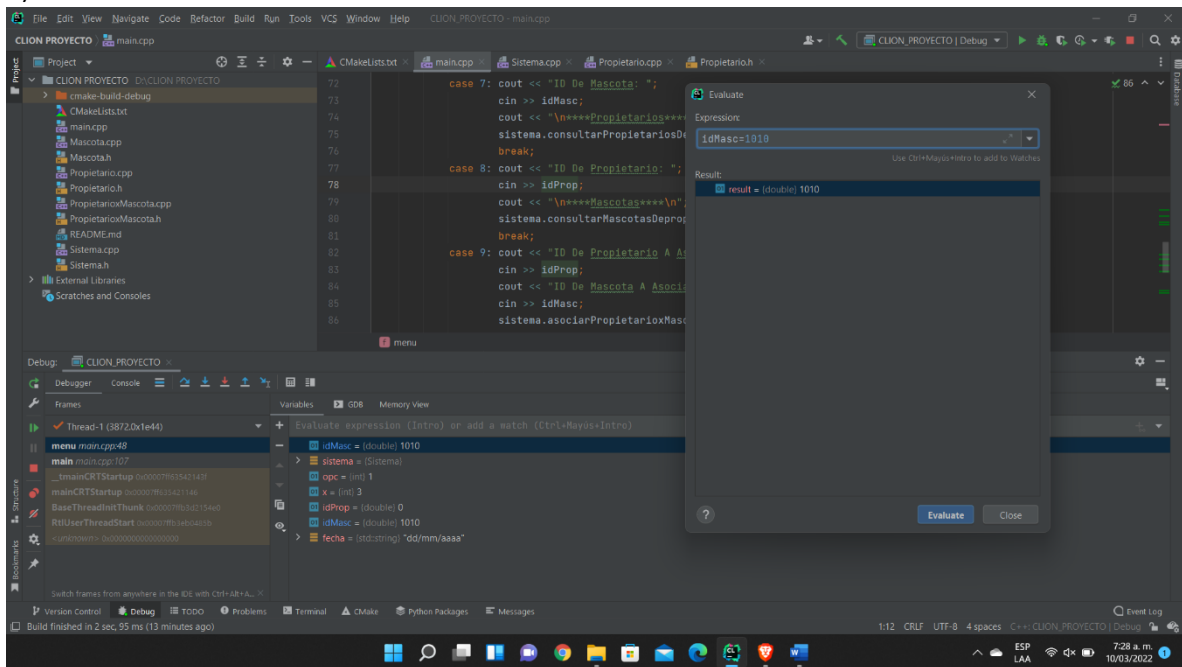 File Edit View Navigate Code Refactor Build Run Tools VCS Window Help CLION_PROYECTO - main.cpp
CLION PROYECTO main.cpp CLION_PROYECTO | Debug
Project CMakeLists.txt main.cpp Sistema.cpp Propietario.cpp Propietario.h
CLION PROYECTO D:\CLION PROYECTO
cmake-build-debug
CMakeLists.txt
main.cpp
Mascota.cpp
Mascota.h
Propietario.cpp
Propietario.h
PropietarioxMascota.cpp
PropietarioxMascota.h
README.md
Sistema.cpp
Sistema.h
External Libraries
Scratches and Consoles
72 case 7: cout << "ID De Mascota: ";
73 cin >> idMasc;
74 cout << "\n****Propietarios****
75 sistema.consultarPropietariosDe
76 break;
77 case 8: cout << "ID De Propietario: ";
78 cin >> idProp;
79 cout << "\n****Mascotas****\n";
80 sistema.consultarMascotasDeprop
81 break;
82 case 9: cout << "ID De Propietario A As
83 cin >> idProp;
84 cout << "ID De Mascota A Asocia
85 cin >> idMasc;
86 sistema.asociarPropietarioxMasc
menu
86
Database
Evaluate
Expression:
idMasc=1010
Use Ctrl+Mayús+Intro to add to Watches
Result:
result = {double} 1010
Evaluate Close
Debug: CLION_PROYECTO
Debugger Console
Frames Variables GDB Memory View
Thread-1 (3872.0x1e44)
Evaluate expression (Intro) or add a watch (Ctrl+Mayús+Intro)
menu main.cpp:48
main main.cpp:107
__tmainCRTStartup
mainCRTStartup
BaseThreadInitThunk
RtlUserThreadStart
<unknown> 0x0000000000000000
idMasc = {double} 1010
sistema = {Sistema}
opc = {int} 1
x = {int} 3
idProp = {double} 0
idMasc = {double} 1010
fecha = {std::string} "dd/mm/aaaa"
Switch frames from anywhere in the IDE with Ctrl+Alt+A...
Project
Structure
Bookmarks
Version Control Debug TODO Problems Terminal CMake Python Packages Messages Event Log
Build finished in 2 sec, 95 ms (13 minutes ago) 1:12 CRLF UTF-8 4 spaces C++: CLION_PROYECTO | Debug
ESP
LAA
7:28 a. m.
10/03/2022